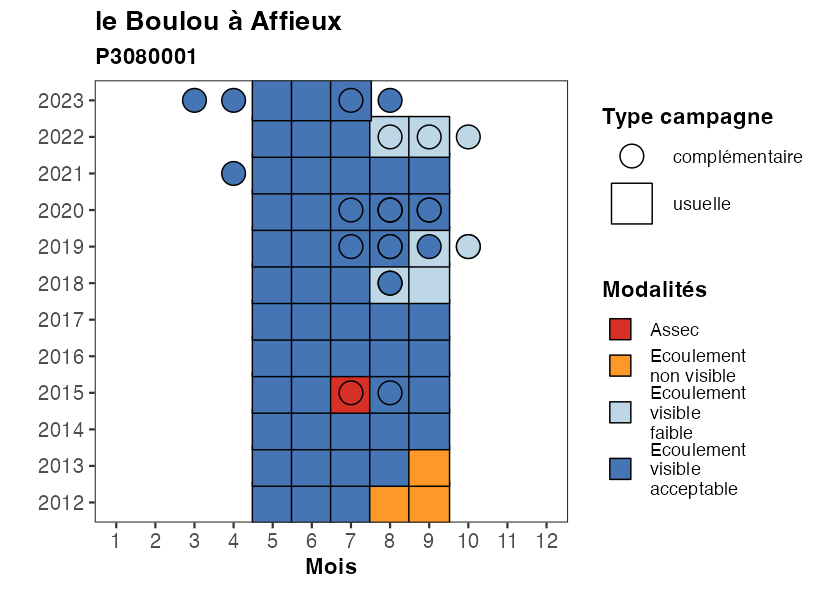 le Boulou à Affieux
P3080001
2023
2022
2021
2020
2019
2018
2017
2016
2015
2014
2013
2012
1 2 3 4 5 6 7 8 9 10 11 12
Mois
Type campagne
complémentaire
usuelle
Modalités
Assec
Ecoulement
non visible
Ecoulement
visible
faible
Ecoulement
visible
acceptable